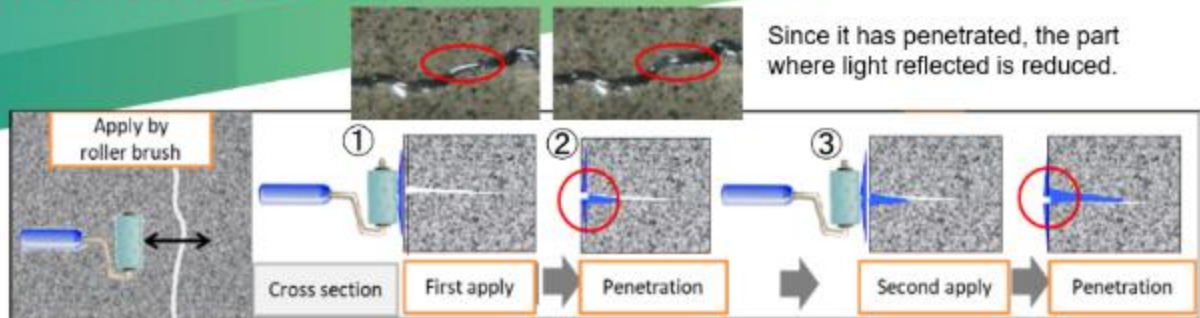 Since it has penetrated, the part
where light reflected is reduced.
Apply by
roller brush
①
②
③
Cross section
First apply
Penetration
Second apply
Penetration